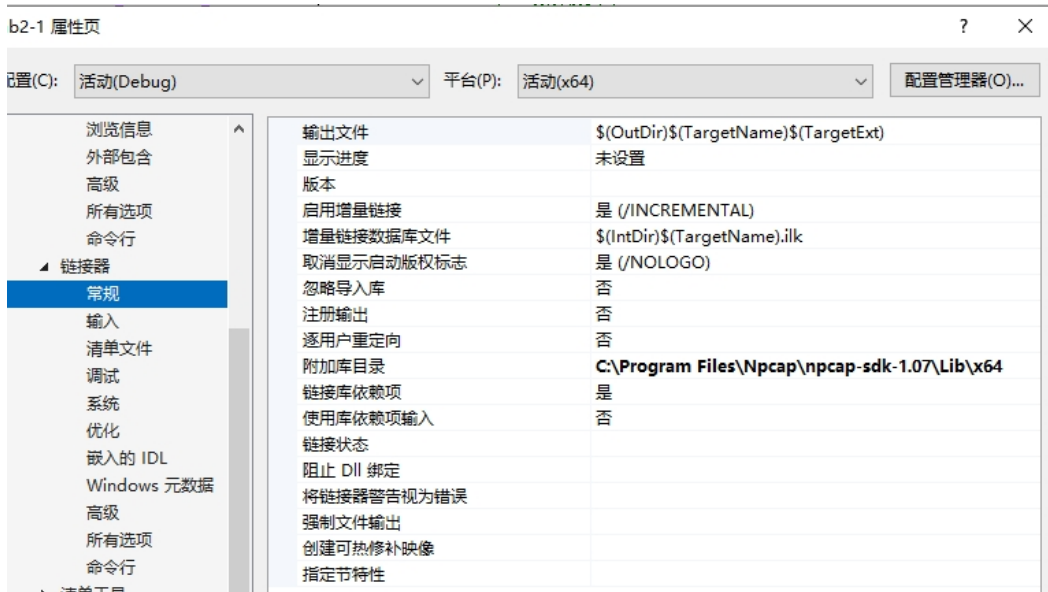 b2-1 属性页
?
配置(C): 活动(Debug) 平台(P): 活动(x64) 配置管理器(O)...
浏览信息
外部包含
高级
所有选项
命令行
链接器
常规
输入
清单文件
调试
系统
优化
嵌入的 IDL
Windows 元数据
高级
所有选项
命令行
清单工具
输出文件 $(OutDir)$(TargetName)$(TargetExt)
显示进度 未设置
版本
启用增量链接 是 (/INCREMENTAL)
增量链接数据库文件 $(IntDir)$(TargetName).ilk
取消显示启动版权标志 是 (/NOLOGO)
忽略导入库 否
注册输出 否
逐用户重定向 否
附加库目录 C:\Program Files\Npcap\npcap-sdk-1.07\Lib\x64
链接库依赖项 是
使用库依赖项输入 否
链接状态
阻止 Dll 绑定
将链接器警告视为错误
强制文件输出
创建可热修补映像
指定节特性